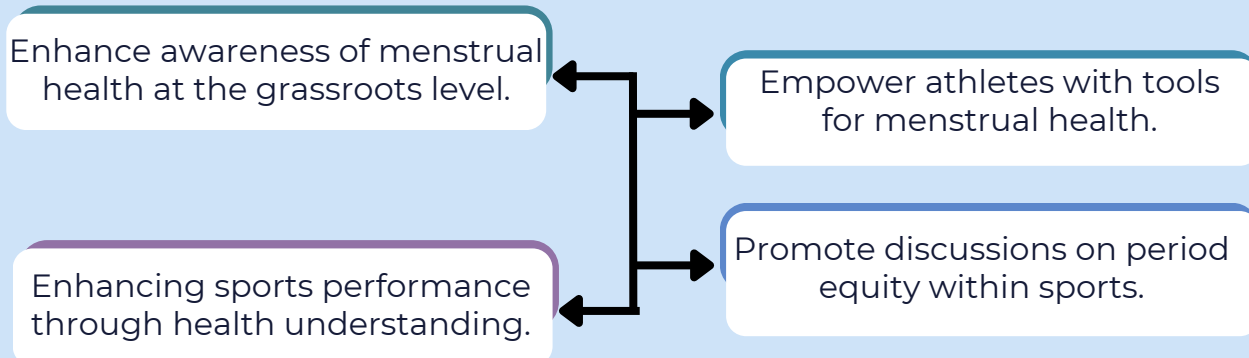 Enhance awareness of menstrual
health at the grassroots level.
Empower athletes with tools
for menstrual health.
Promote discussions on period
equity within sports.
Enhancing sports performance
through health understanding.